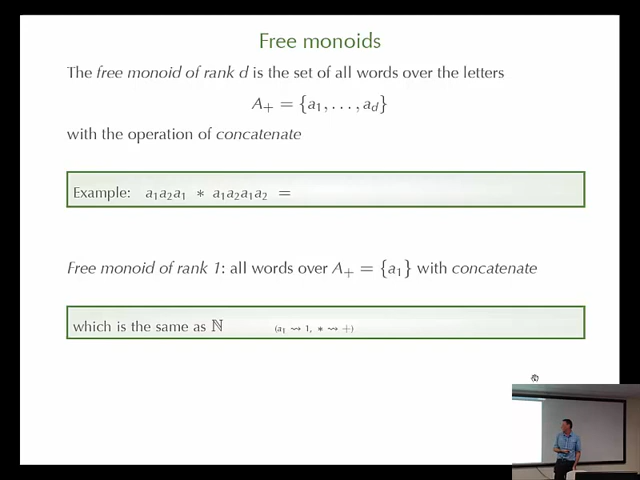 Free monoids
The free monoid of rank d is the set of all words over the letters
A₊ = {a₁, . . . , a_d}
with the operation of concatenate
Example: a₁a₂a₁ * a₁a₂a₁a₂ =
Free monoid of rank 1: all words over A₊ = {a₁} with concatenate
which is the same as ℕ (a₁ ⇝ 1, * ⇝ +)